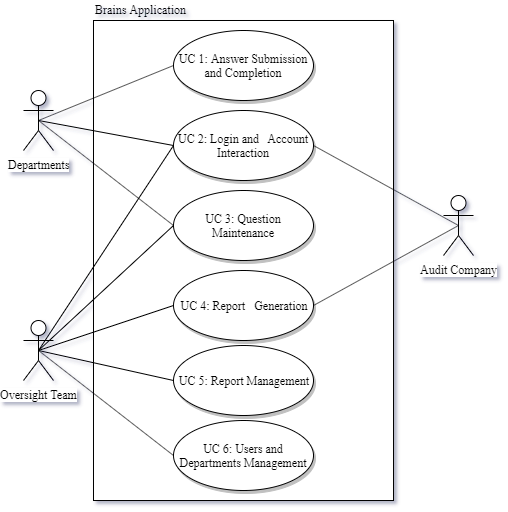 Brains Application
UC 1: Answer Submission
and Completion
Departments
UC 2: Login and Account
Interaction
UC 3: Question
Maintenance
Audit Company
UC 4: Report Generation
Oversight Team
UC 5: Report Management
UC 6: Users and
Departments Management